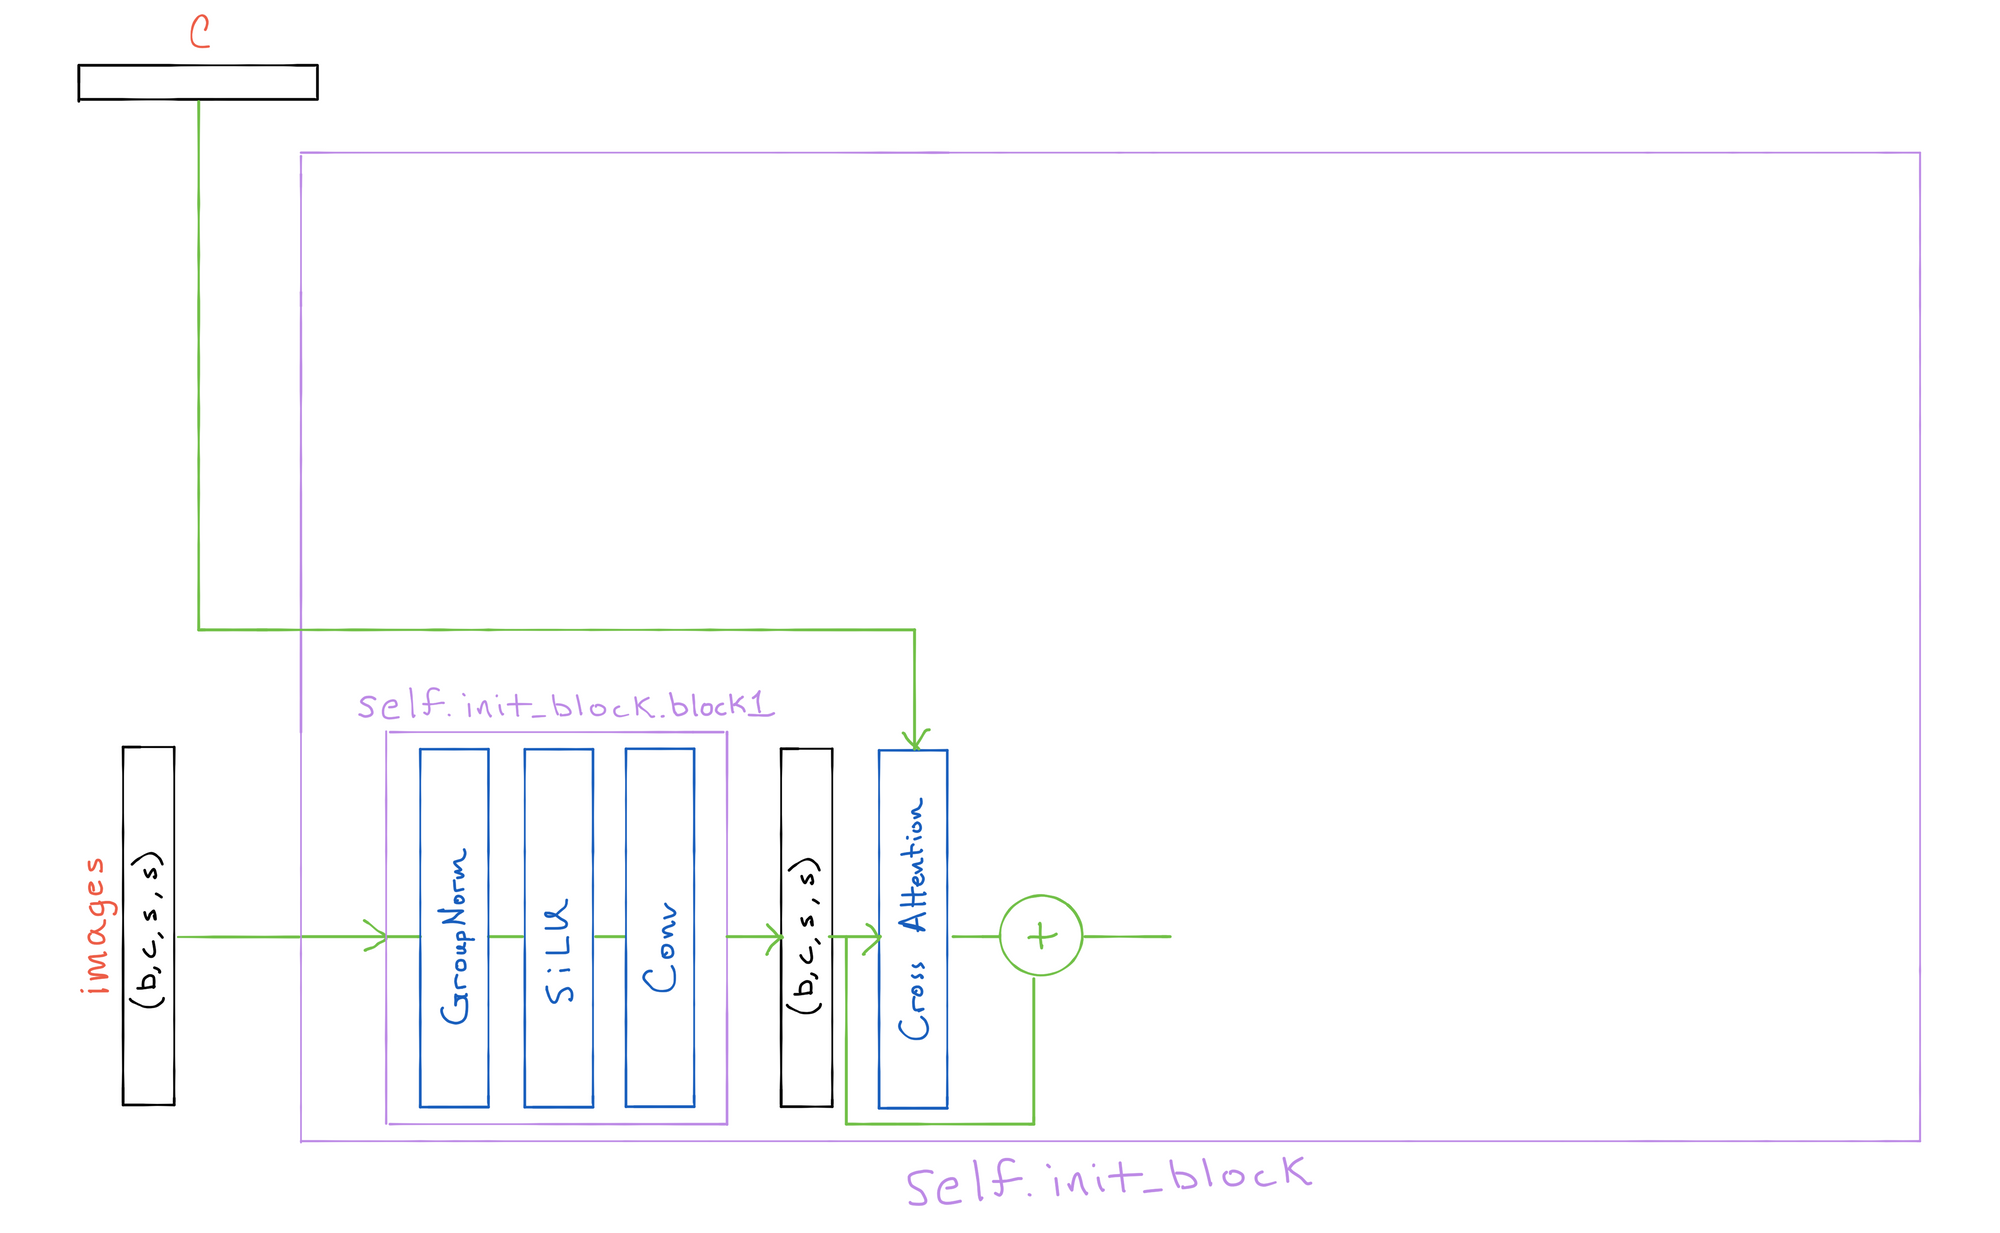 c
self.init_block.block1
images
(b,c,s,s)
GroupNorm
SiLU
Conv
(b,c,s,s)
Cross Attention
+
self.init_block